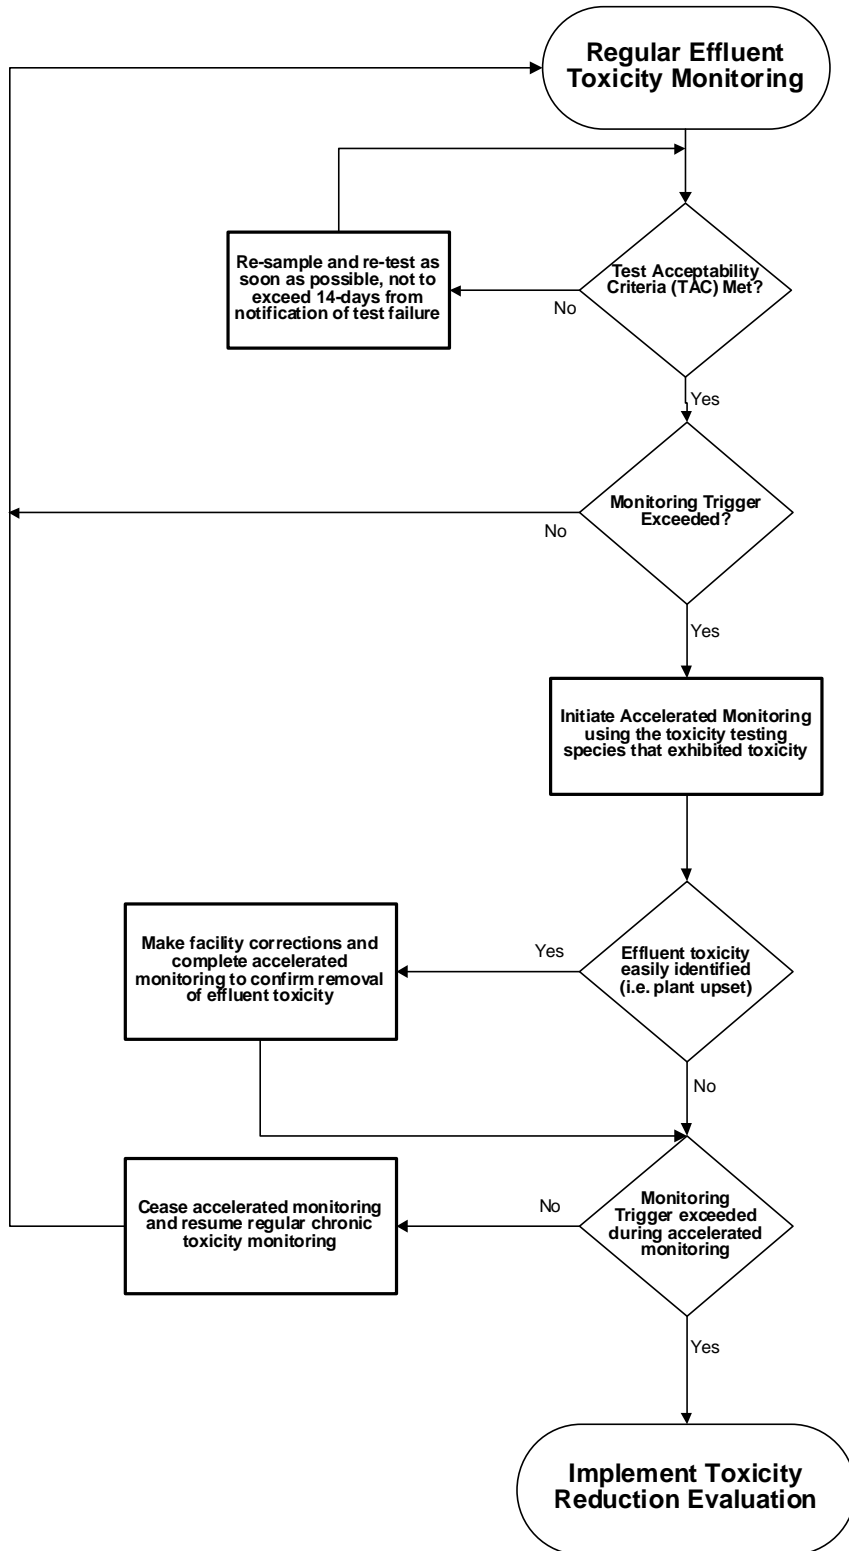 Regular Effluent
Toxicity Monitoring
Re-sample and re-test as
soon as possible, not to
exceed 14-days from
notification of test failure
Test Acceptability
Criteria (TAC) Met?
No
Yes
Monitoring Trigger
Exceeded?
No
Yes
Initiate Accelerated Monitoring
using the toxicity testing
species that exhibited toxicity
Make facility corrections and
complete accelerated
monitoring to confirm removal
of effluent toxicity
Yes
Effluent toxicity
easily identified
(i.e. plant upset)
No
Cease accelerated monitoring
and resume regular chronic
toxicity monitoring
No
Monitoring
Trigger exceeded
during accelerated
monitoring
Yes
Implement Toxicity
Reduction Evaluation